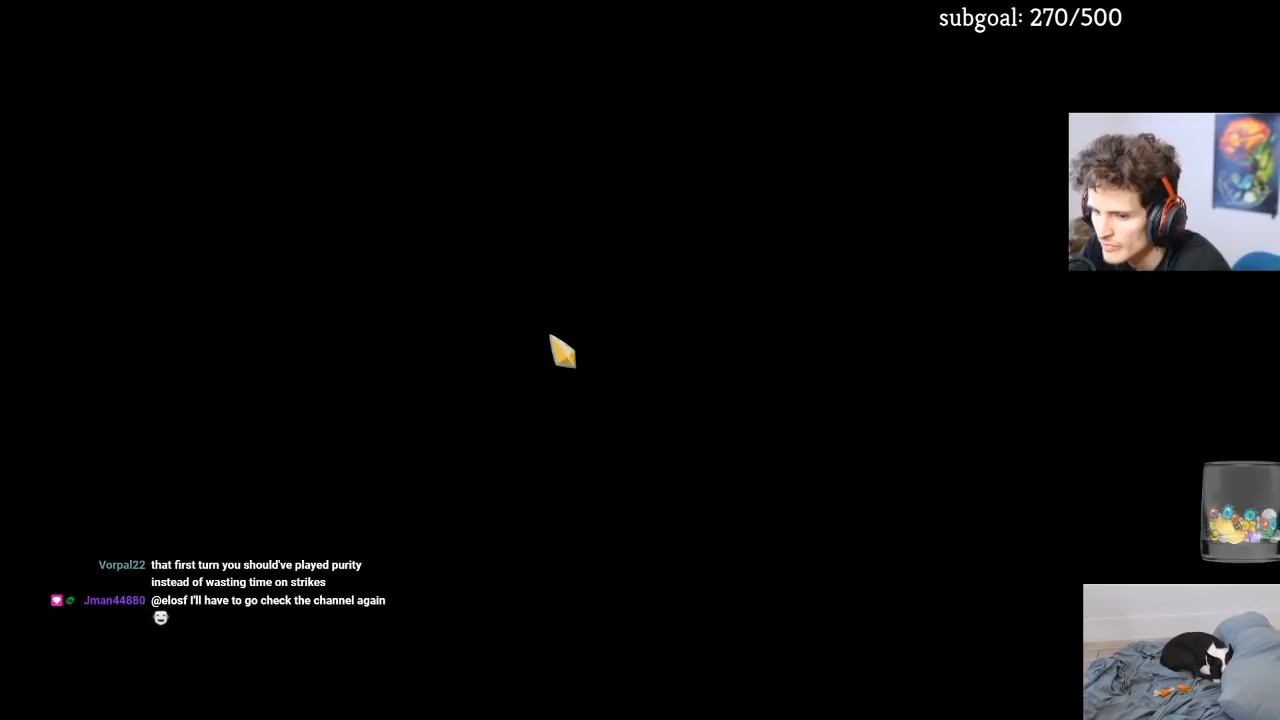 subgoal: 270/500
Vorpal22 that first turn you should've played purity
instead of wasting time on strikes
Jman44880 @elosf I'll have to go check the channel again